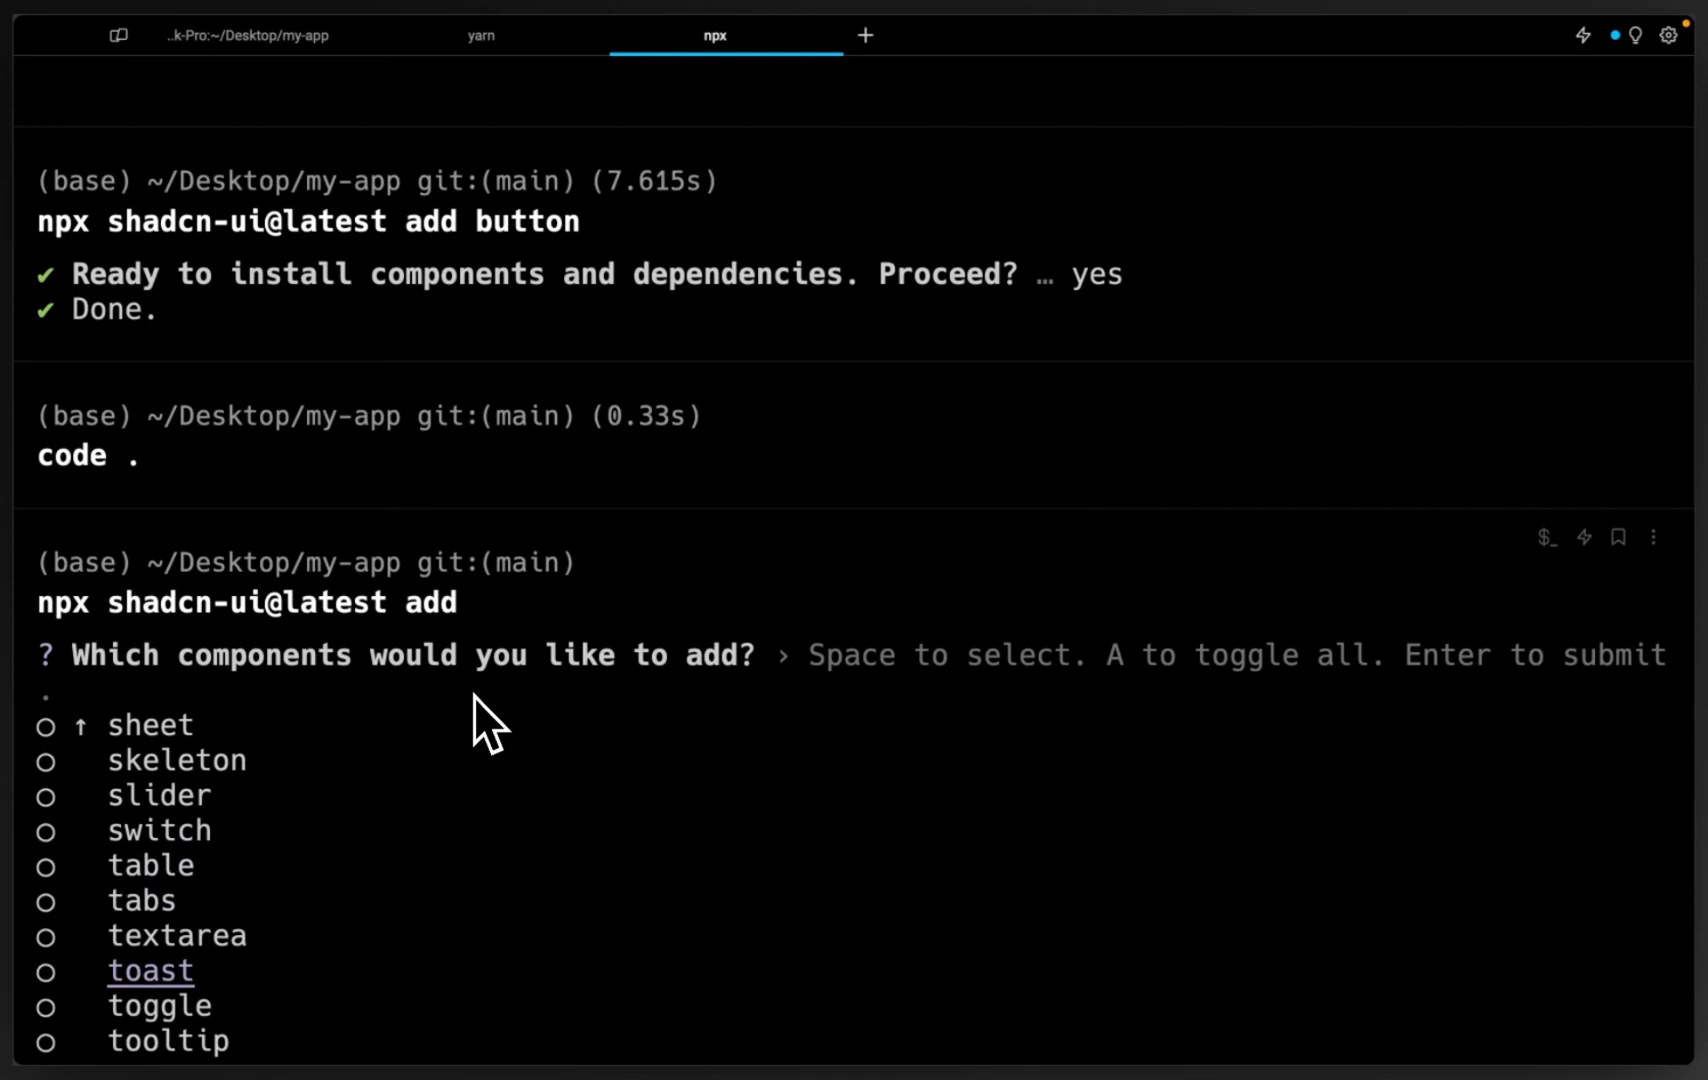 ..k-Pro:~/Desktop/my-app yarn npx +
(base) ~/Desktop/my-app git:(main) (7.615s)
npx shadcn-ui@latest add button
✔ Ready to install components and dependencies. Proceed? … yes
✔ Done.
(base) ~/Desktop/my-app git:(main) (0.33s)
code .
$_
(base) ~/Desktop/my-app git:(main)
npx shadcn-ui@latest add
? Which components would you like to add? › Space to select. A to toggle all. Enter to submit
.
◯ ↑ sheet
◯ skeleton
◯ slider
◯ switch
◯ table
◯ tabs
◯ textarea
◯ toast
◯ toggle
◯ tooltip